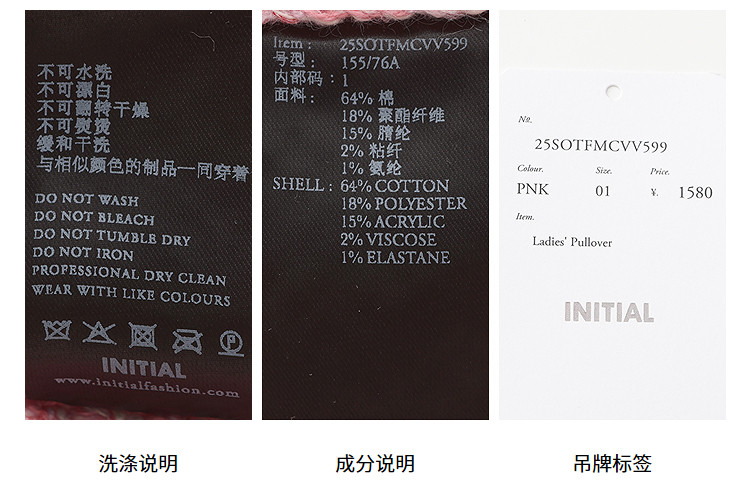 不可水洗
不可漂白
不可翻转干燥
不可熨烫
缓和干洗
与相似颜色的制品一同穿着
DO NOT WASH
DO NOT BLEACH
DO NOT TUMBLE DRY
DO NOT IRON
PROFESSIONAL DRY CLEAN
WEAR WITH LIKE COLOURS
P
INITIAL
www.initialfashion.com
Item : 25SOTFMCVV599
号型: 155/76A
内部码: 1
面料: 64% 棉
18% 聚酯纤维
15% 腈纶
2% 粘纤
1% 氨纶
SHELL : 64% COTTON
18% POLYESTER
15% ACRYLIC
2% VISCOSE
1% ELASTANE
No.
25SOTFMCVV599
Colour. Size. Price.
PNK 01 ¥. 1580
Item.
Ladies' Pullover
INITIAL
洗涤说明 成分说明 吊牌标签